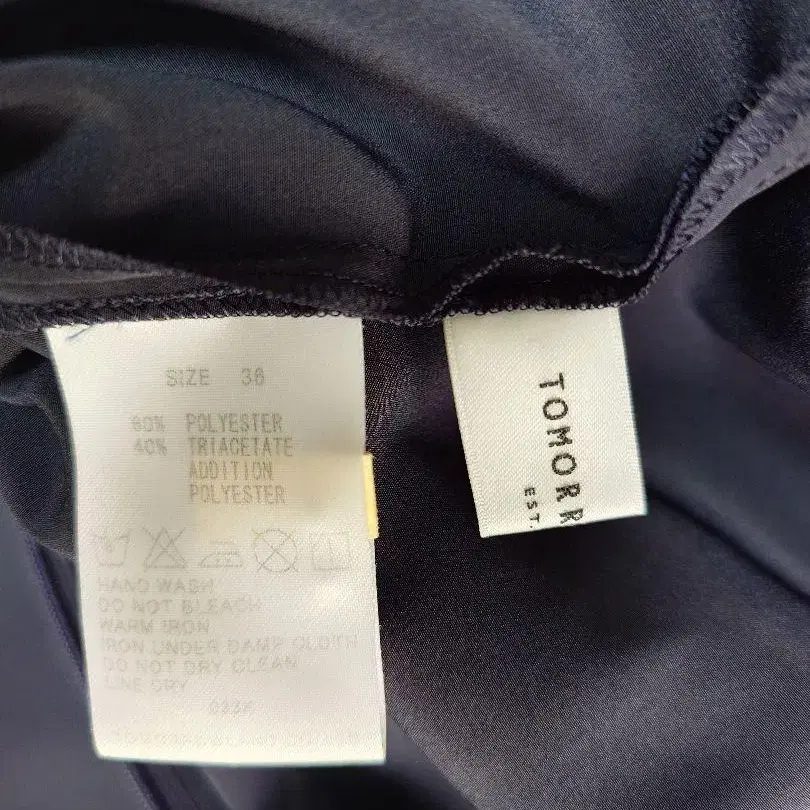 SIZE 36
60% POLYESTER
40% TRIACETATE
ADDITION
POLYESTER
HAND WASH
DO NOT BLEACH
WARM IRON
IRON UNDER DAMP CLOTH
DO NOT DRY CLEAN
LINE DRY
TOMORR
EST.